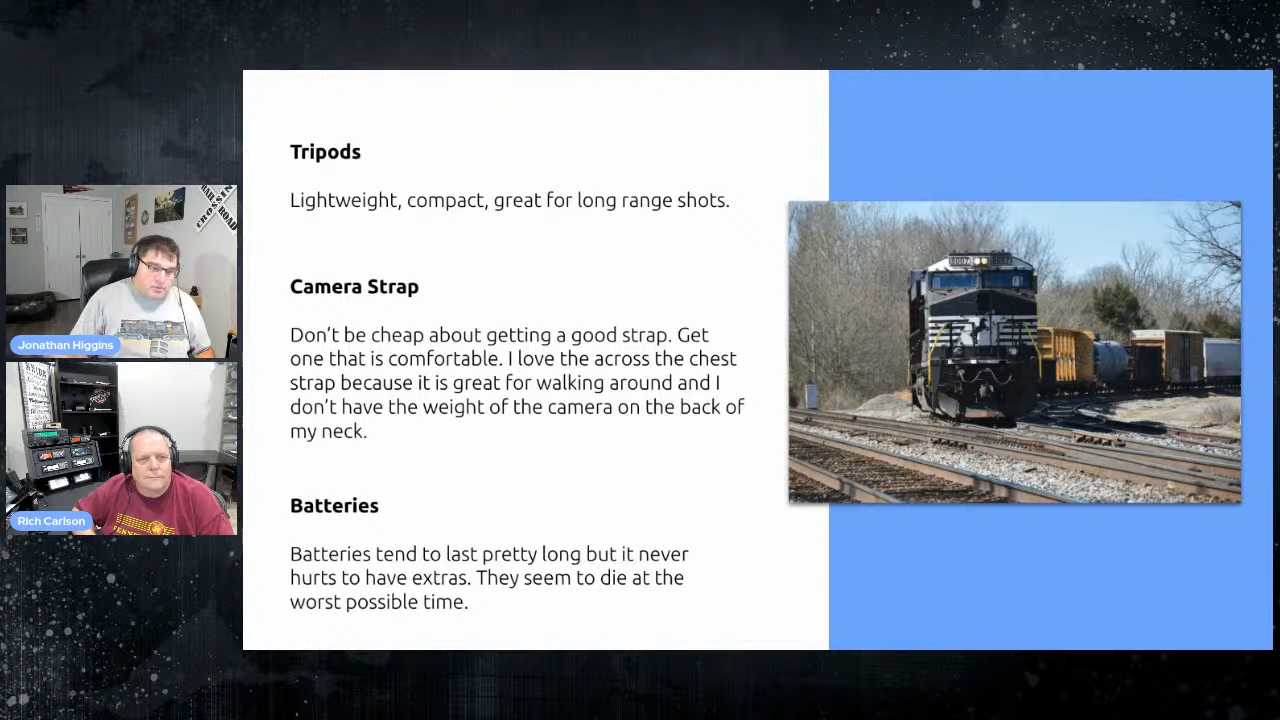 Tripods
Lightweight, compact, great for long range shots.
Camera Strap
Don't be cheap about getting a good strap. Get
one that is comfortable. I love the across the chest
strap because it is great for walking around and I
don't have the weight of the camera on the back of
my neck.
Batteries
Batteries tend to last pretty long but it never
hurts to have extras. They seem to die at the
worst possible time.
RAIL ROAD
CROSSING
Jonathan Higgins
Rich Carlson